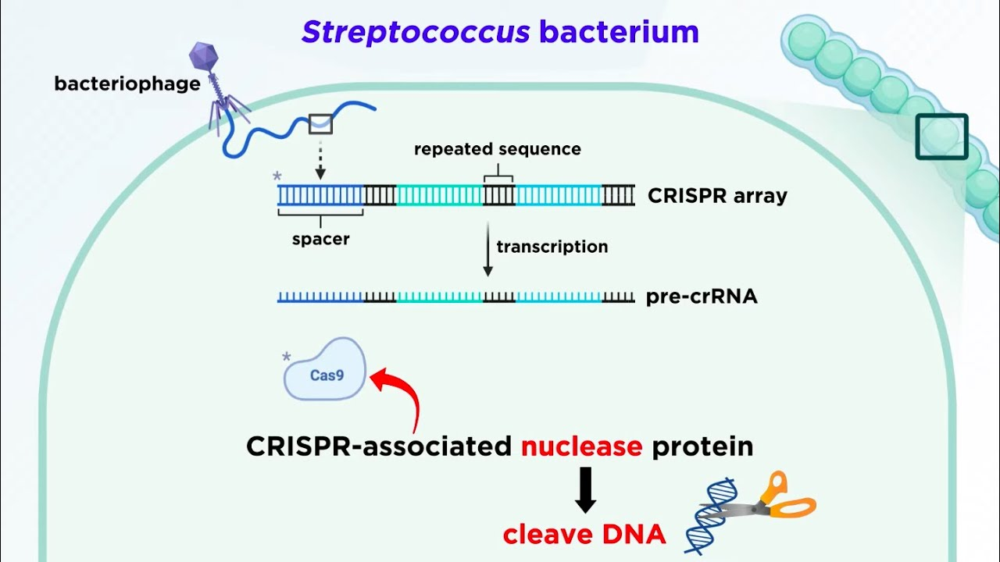 Streptococcus bacterium
bacteriophage
repeated sequence
*
CRISPR array
spacer
transcription
pre-crRNA
*
Cas9
CRISPR-associated nuclease protein
cleave DNA